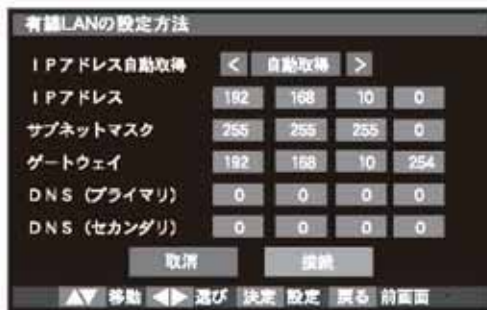 有線LANの設定方法
IPアドレス自動取得 < 自動取得 >
IPアドレス 192 168 10 0
サブネットマスク 255 255 255 0
ゲートウェイ 192 168 10 254
DNS (プライマリ) 0 0 0 0
DNS (セカンダリ) 0 0 0 0
取消 接続
▲▼ 移動 ◀▶ 選び 決定 設定 戻る 前画面